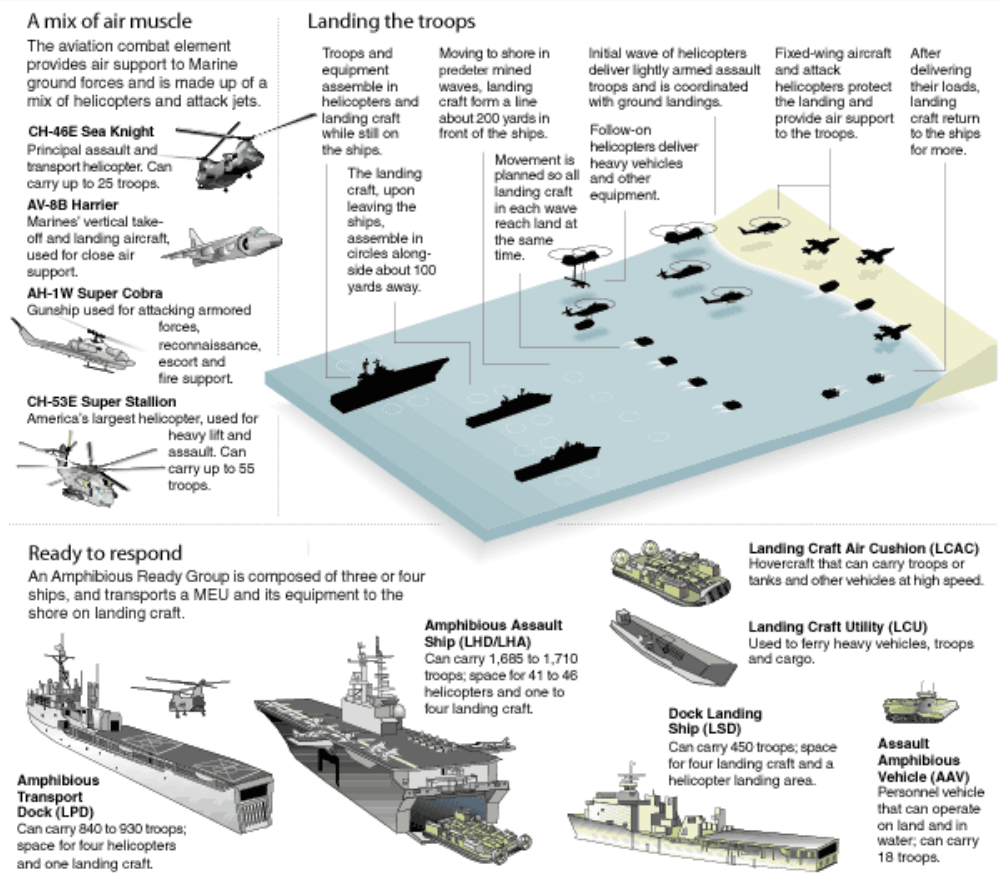 A mix of air muscle
The aviation combat element
provides air support to Marine
ground forces and is made up of a
mix of helicopters and attack jets.
CH-46E Sea Knight
Principal assault and
transport helicopter. Can
carry up to 25 troops.
AV-8B Harrier
Marines' vertical take-
off and landing aircraft,
used for close air
support.
AH-1W Super Cobra
Gunship used for attacking armored
forces,
reconnaissance,
escort and
fire support.
CH-53E Super Stallion
America's largest helicopter, used for
heavy lift and
assault. Can
carry up to 55
troops.
Landing the troops
Troops and
equipment
assemble in
helicopters and
landing craft
while still on
the ships.
The landing
craft, upon
leaving the
ships,
assemble in
circles along-
side about 100
yards away.
Moving to shore in
predeter mined
waves, landing
craft form a line
about 200 yards in
front of the ships.
Movement is
planned so all
landing craft
in each wave
reach land at
the same
time.
Initial wave of helicopters
deliver lightly armed assault
troops and is coordinated
with ground landings.
Follow-on
helicopters deliver
heavy vehicles
and other
equipment.
Fixed-wing aircraft
and attack
helicopters protect
the landing and
provide air support
to the troops.
After
delivering
their loads,
landing
craft return
to the ships
for more.
Ready to respond
An Amphibious Ready Group is composed of three or four
ships, and transports a MEU and its equipment to the
shore on landing craft.
Amphibious
Transport
Dock (LPD)
Can carry 840 to 930 troops;
space for four helicopters
and one landing craft.
Amphibious Assault
Ship (LHD/LHA)
Can carry 1,685 to 1,710
troops; space for 41 to 46
helicopters and one to
four landing craft.
Landing Craft Air Cushion (LCAC)
Hovercraft that can carry troops or
tanks and other vehicles at high speed.
Landing Craft Utility (LCU)
Used to ferry heavy vehicles, troops
and cargo.
Dock Landing
Ship (LSD)
Can carry 450 troops; space
for four landing craft and a
helicopter landing area.
Assault
Amphibious
Vehicle (AAV)
Personnel vehicle
that can operate
on land and in
water; can carry
18 troops.